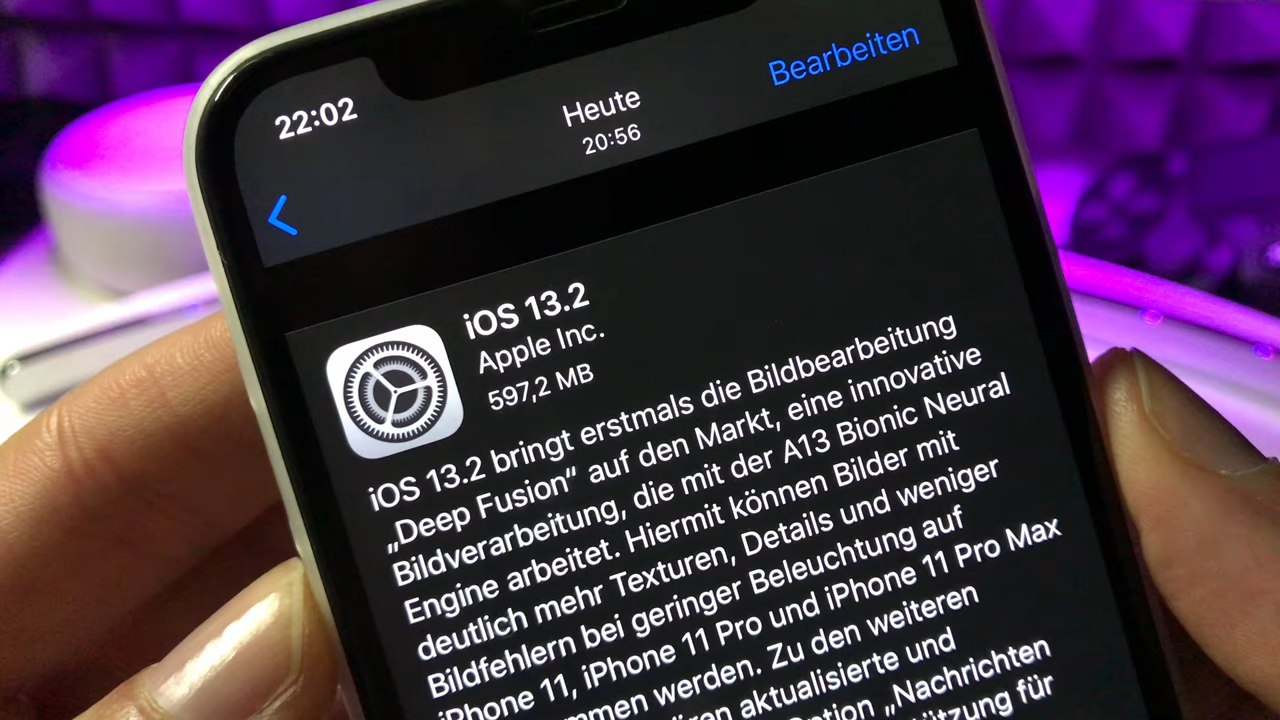 22:02
Heute
20:56
Bearbeiten
iOS 13.2
Apple Inc.
597,2 MB
iOS 13.2 bringt erstmals die Bildbearbeitung
„Deep Fusion“ auf den Markt, eine innovative
Bildverarbeitung, die mit der A13 Bionic Neural
Engine arbeitet. Hiermit können Bilder mit
deutlich mehr Texturen, Details und weniger
Bildfehlern bei geringer Beleuchtung auf
iPhone 11, iPhone 11 Pro und iPhone 11 Pro Max
werden. Zu den weiteren
aktualisierte und
„Nachrichten
für